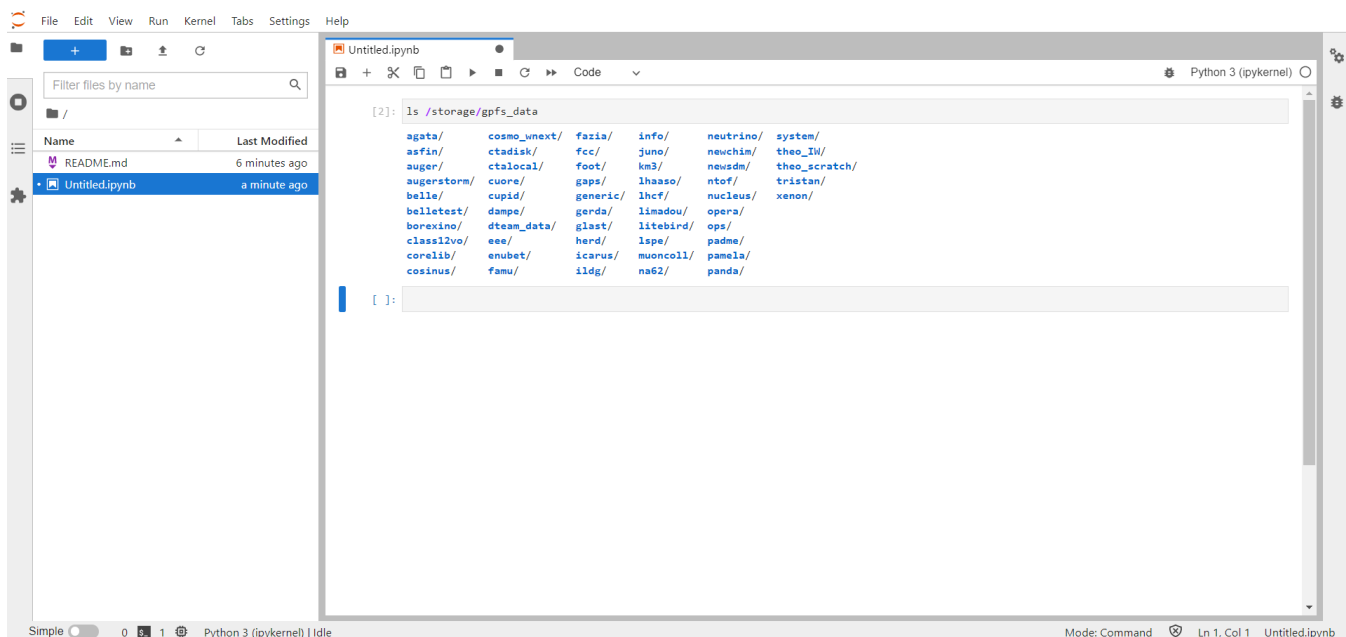 File Edit View Run Kernel Tabs Settings Help
Untitled.ipynb
Code
Python 3 (ipykernel)
Filter files by name
/
Name Last Modified
README.md 6 minutes ago
Untitled.ipynb a minute ago
[2]: ls /storage/gpfs_data
agata/ cosmo_wnext/ fazia/ info/ neutrino/ system/
asfin/ ctadisk/ fcc/ juno/ newchim/ theo_IW/
auger/ ctalocal/ foot/ km3/ newsdm/ theo_scratch/
augerstorm/ cuore/ gaps/ lhaaso/ ntof/ tristan/
belle/ cupid/ generic/ lhcf/ nucleus/ xenon/
belletest/ dampe/ gerda/ limadou/ opera/
borexino/ dteam_data/ glast/ litebird/ ops/
class12vo/ eee/ herd/ lspe/ padme/
corelib/ enubet/ icarus/ muoncoll/ pamela/
cosinus/ famu/ ildg/ na62/ panda/
[ ]:
Simple 0 1 Python 3 (ipykernel) | Idle Mode: Command Ln 1, Col 1 Untitled.ipynb